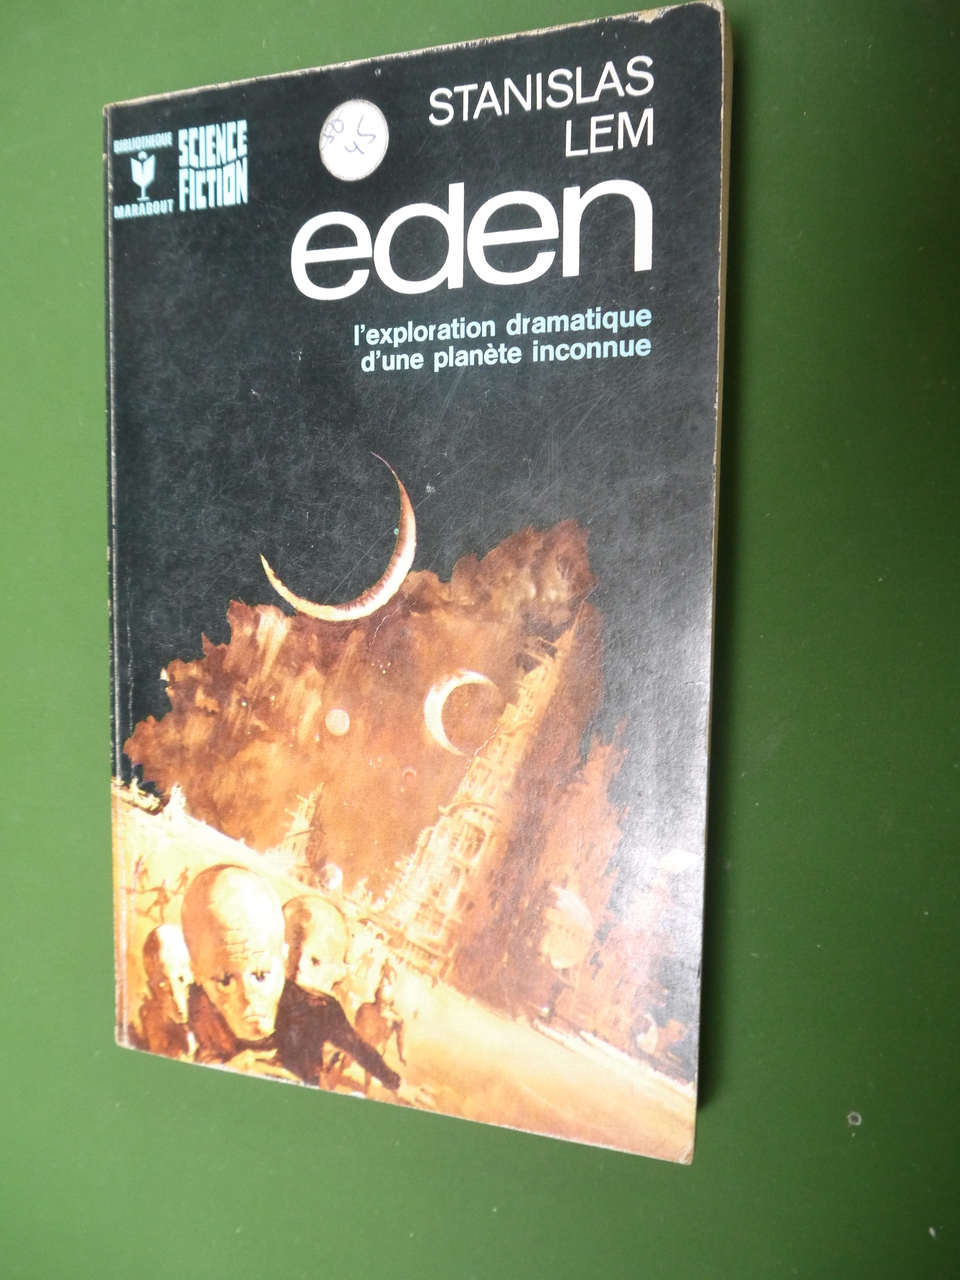 BIBLIOTHEQUE
MARABOUT
SCIENCE
FICTION
STANISLAS
LEM
eden
l'exploration dramatique
d'une planète inconnue